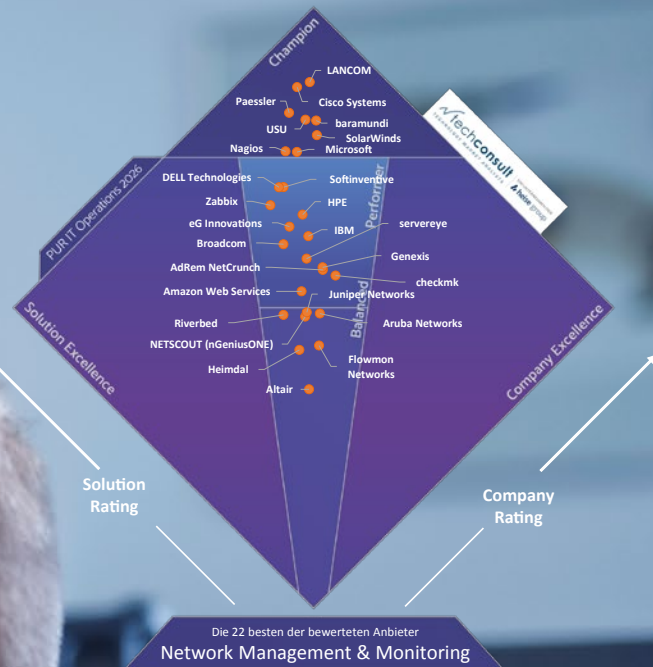 Champion
LANCOM
Paessler
Cisco Systems
USU
baramundi
SolarWinds
Nagios
Microsoft
techconsult
heise group
PUR IT Operations 2026
DELL Technologies
Softinventive
Performer
Zabbix
HPE
eG Innovations
servereye
IBM
Broadcom
Genexis
AdRem NetCrunch
checkmk
Amazon Web Services
Juniper Networks
Balanced
Riverbed
Aruba Networks
NETSCOUT (nGeniusONE)
Heimdal
Flowmon
Networks
Altair
Solution Excellence
Company Excellence
Solution
Rating
Company
Rating
Die 22 besten der bewerteten Anbieter
Network Management & Monitoring